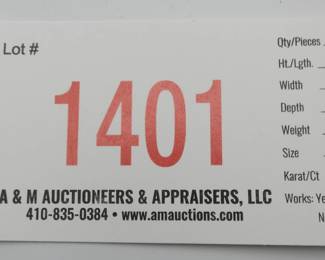 Lot #
1401
A & M AUCTIONEERS & APPRAISERS, LLC
410-835-0384 • www.amauctions.com
Qty/Pieces
Ht./Lgth.
Width
Depth
Weight
Size
Karat/Ct
Works: Ye
N